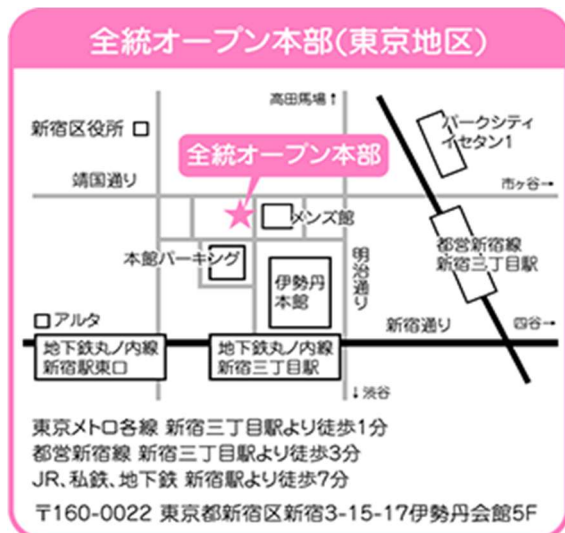 全統オープン本部(東京地区)
高田馬場↑
新宿区役所
パークシティ
イセタン1
全統オープン本部
靖国通り
市ヶ谷→
メンズ館
本館パーキング
伊勢丹
本館
明治通り
都営新宿線
新宿三丁目駅
アルタ
新宿通り
四谷→
地下鉄丸ノ内線
新宿駅東口
地下鉄丸ノ内線
新宿三丁目駅
↓渋谷
東京メトロ各線 新宿三丁目駅より徒歩1分
都営新宿線 新宿三丁目駅より徒歩3分
JR、私鉄、地下鉄 新宿駅より徒歩7分
〒160-0022 東京都新宿区新宿3-15-17伊勢丹会館5F